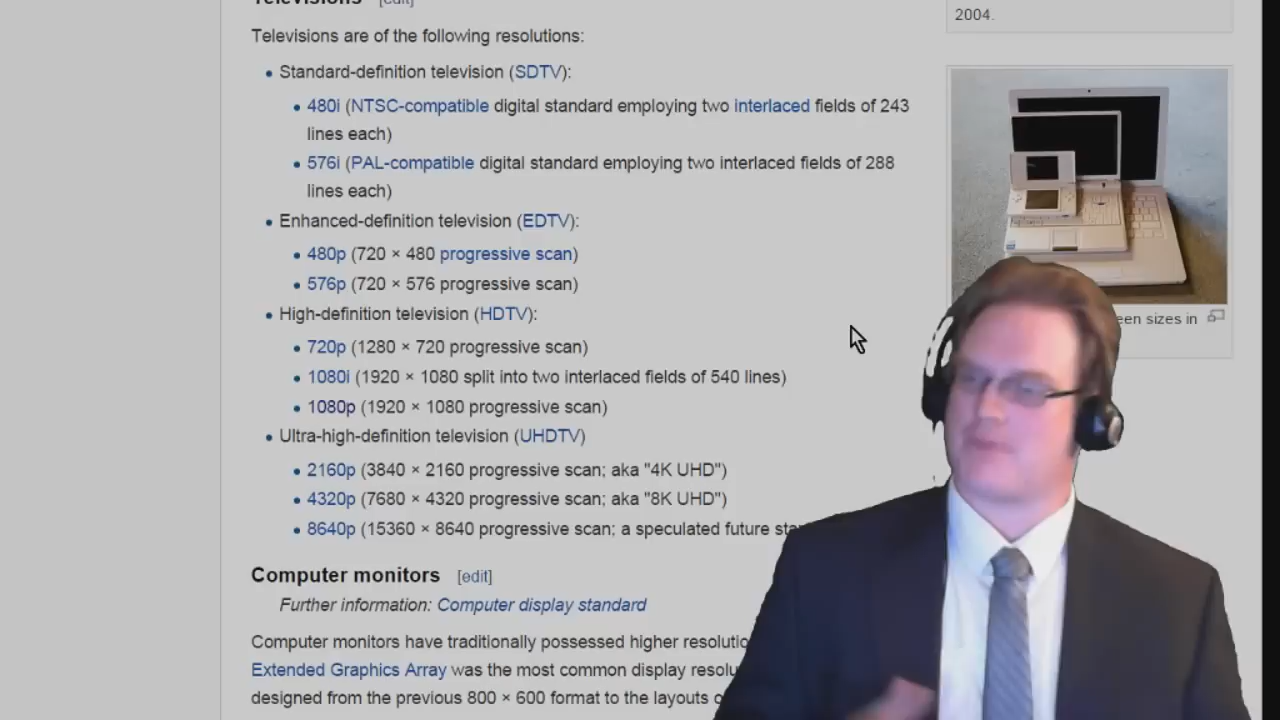 Televisions [edit]
2004.
Televisions are of the following resolutions:
Standard-definition television (SDTV):
480i (NTSC-compatible digital standard employing two interlaced fields of 243
lines each)
576i (PAL-compatible digital standard employing two interlaced fields of 288
lines each)
Enhanced-definition television (EDTV):
480p (720 × 480 progressive scan)
576p (720 × 576 progressive scan)
High-definition television (HDTV):
een sizes in
720p (1280 × 720 progressive scan)
1080i (1920 × 1080 split into two interlaced fields of 540 lines)
1080p (1920 × 1080 progressive scan)
Ultra-high-definition television (UHDTV)
2160p (3840 × 2160 progressive scan; aka "4K UHD")
4320p (7680 × 4320 progressive scan; aka "8K UHD")
8640p (15360 × 8640 progressive scan; a speculated future sta
Computer monitors [edit]
Further information: Computer display standard
Computer monitors have traditionally possessed higher resolutio
Extended Graphics Array was the most common display resolu
designed from the previous 800 × 600 format to the layouts o